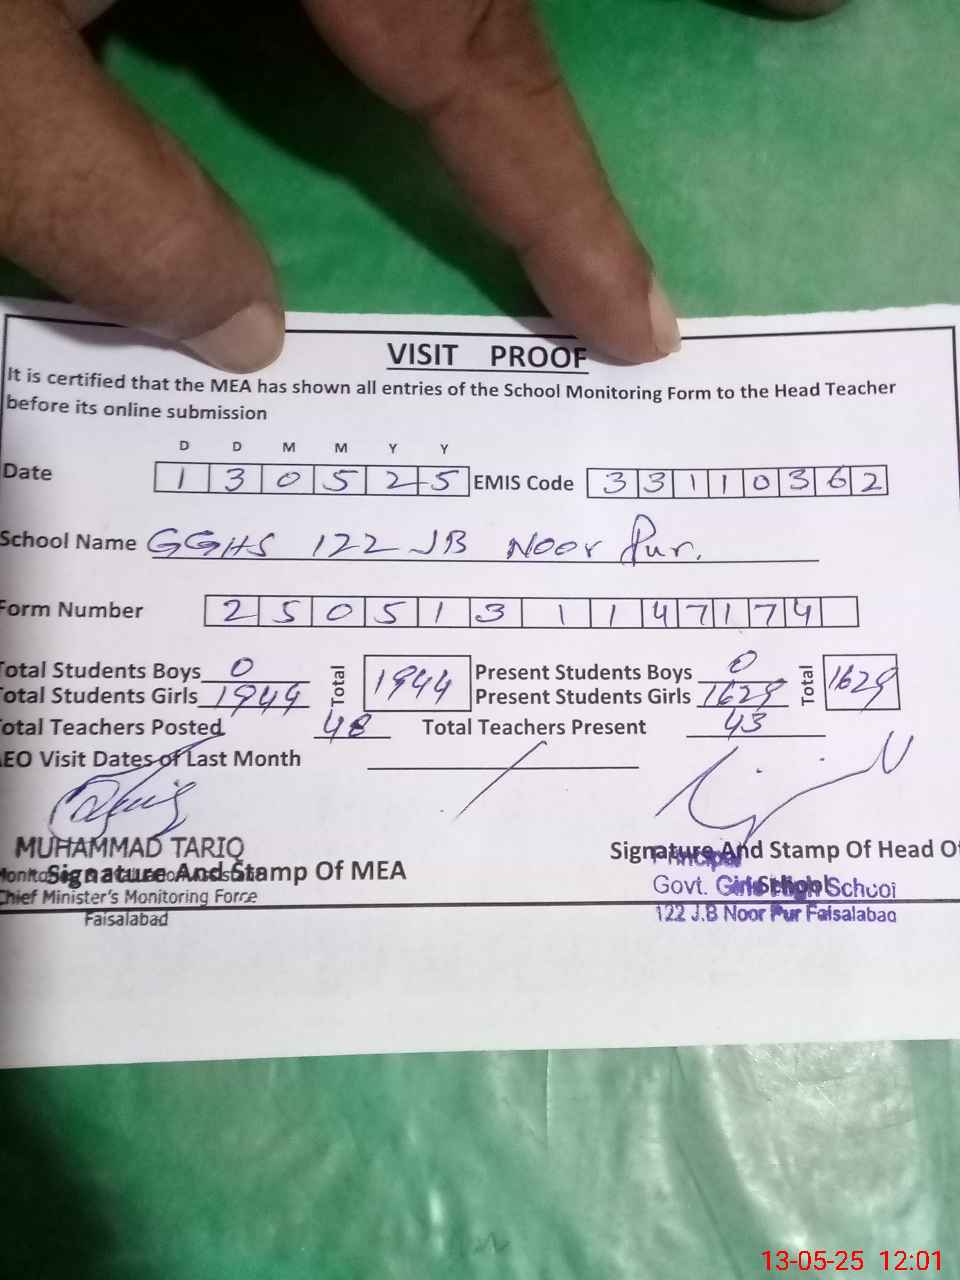 VISIT PROOF
It is certified that the MEA has shown all entries of the School Monitoring Form to the Head Teacher
before its online submission
D D M M Y Y
Date 1 3 0 5 2 5 EMIS Code 3 3 1 1 0 3 6 2
School Name GGHS 122 JB Noor Pur.
Form Number 2 5 0 5 1 3 1 1 4 7 1 7 4
Total Students Boys 0 Total 1944 Present Students Boys 0 Total 1629
Total Students Girls 1944 Present Students Girls 1629
Total Teachers Posted 48 Total Teachers Present 43
AEO Visit Dates of Last Month
MUHAMMAD TARIQ
Signature And Stamp Of MEA
Chief Minister's Monitoring Force
Faisalabad
Signature And Stamp Of Head Of
School
Principal
Govt. Girls High School
122 J.B Noor Pur Faisalabad
13-05-25 12:01